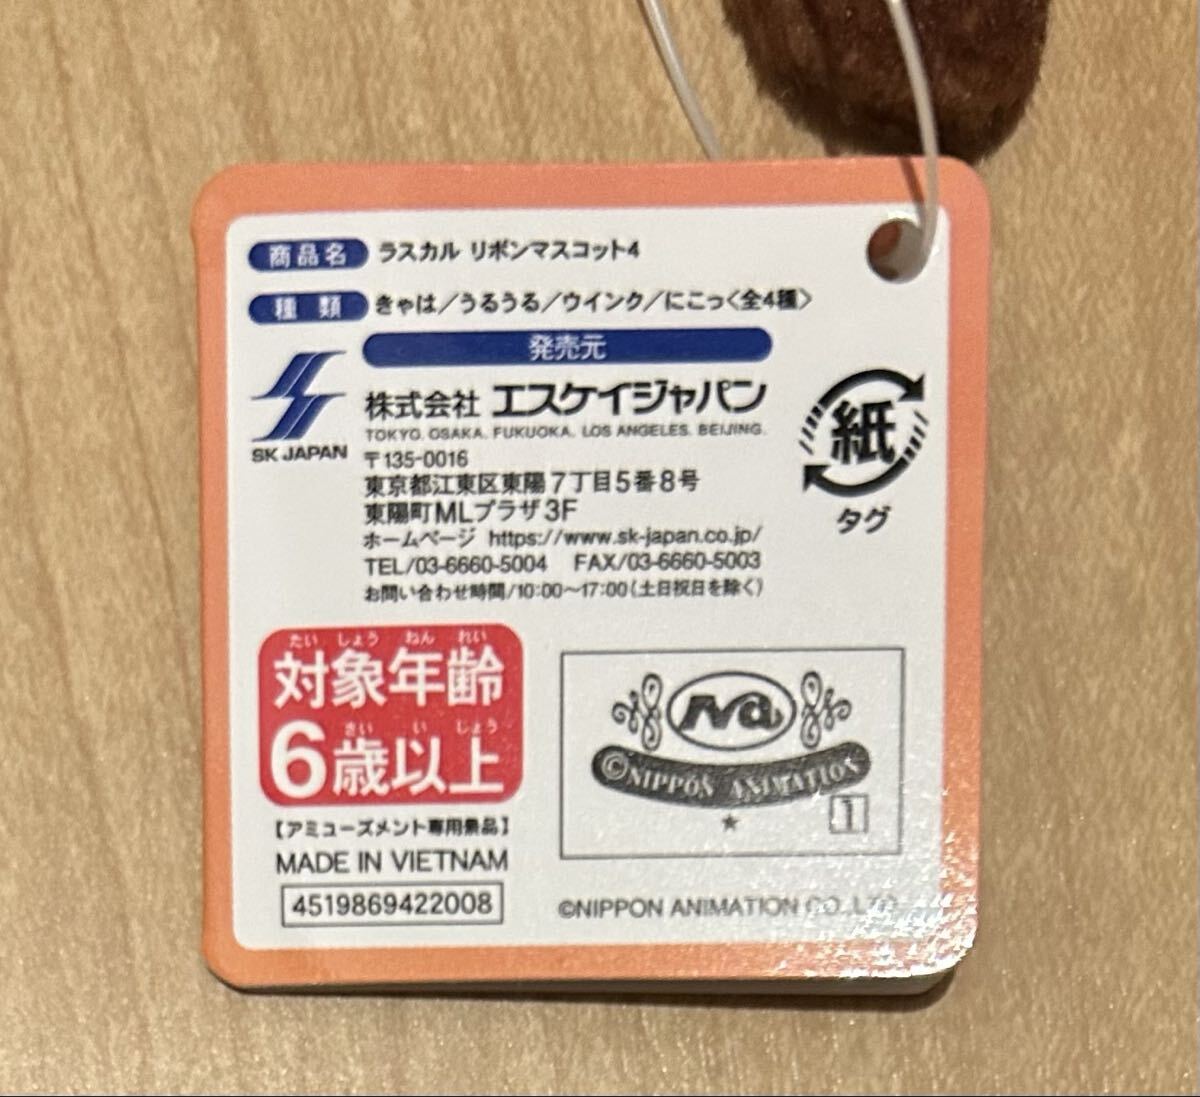 商品名 ラスカル リボンマスコット4
種類 きゃは/うるうる/ウインク/にこっ<全4種>
発売元
SK JAPAN
株式会社 エスケイジャパン
TOKYO. OSAKA. FUKUOKA. LOS ANGELES. BEIJING.
〒135-0016
東京都江東区東陽7丁目5番8号
東陽町MLプラザ3F
ホームページ https://www.sk-japan.co.jp/
TEL/03-6660-5004 FAX/03-6660-5003
お問い合わせ時間/10:00〜17:00(土日祝日を除く)
紙
タグ
たいしょうねんれい
対象年齢
さいいじょう
6歳以上
【アミューズメント専用景品】
MADE IN VIETNAM
4519869422008
Na
©NIPPON ANIMATION
★
1
©NIPPON ANIMATION CO.,LTD.